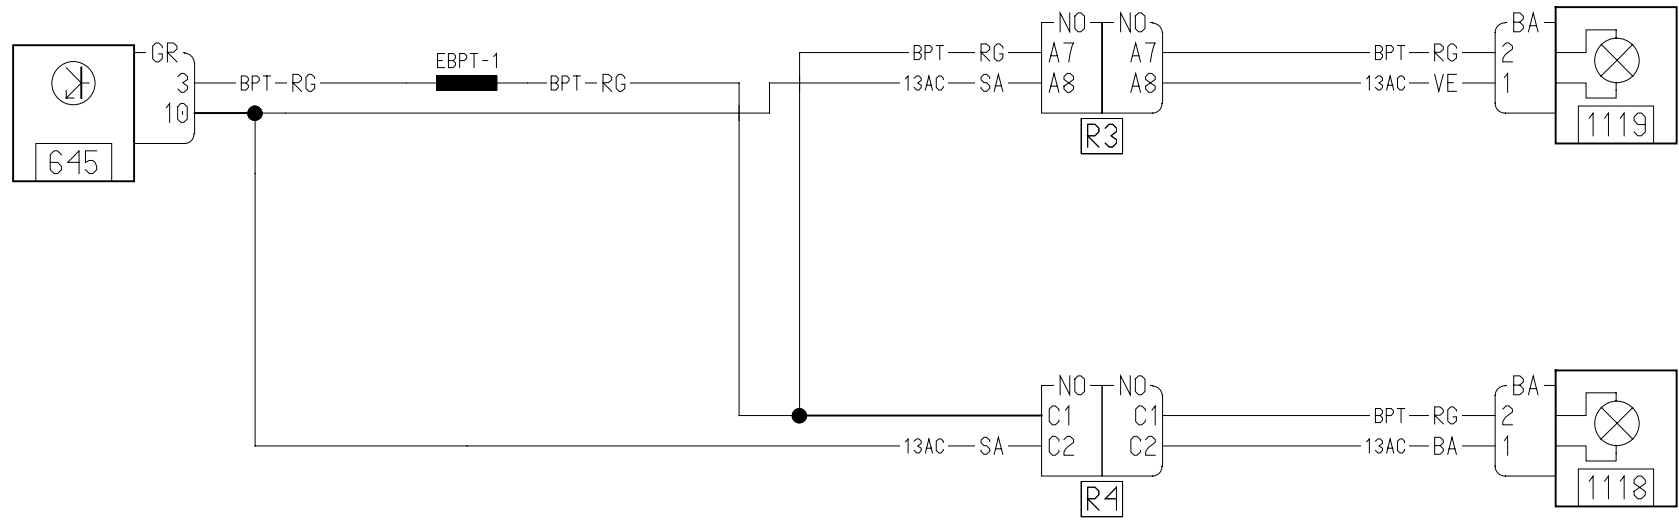 NO NO BA
GR BPT RG A7 A7 BPT RG 2
EBPT-1
3 BPT RG BPT RG 13AC SA A8 A8 13AC VE 1
10
R3 1119
645
NO NO BA
C1 C1 BPT RG 2
13AC SA C2 C2 13AC BA 1
R4 1118